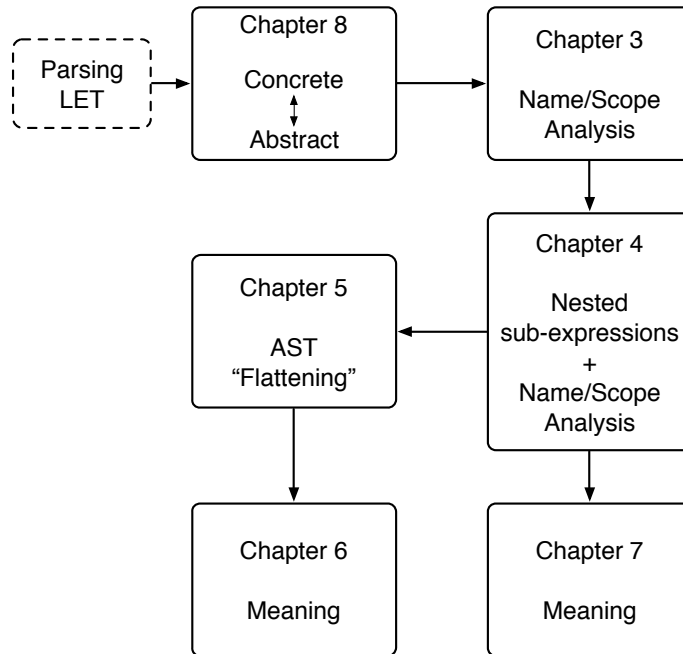 Parsing
LET
Chapter 8
Concrete
Abstract
Chapter 3
Name/Scope
Analysis
Chapter 4
Nested
sub-expressions
+
Name/Scope
Analysis
Chapter 5
AST
“Flattening”
Chapter 6
Meaning
Chapter 7
Meaning